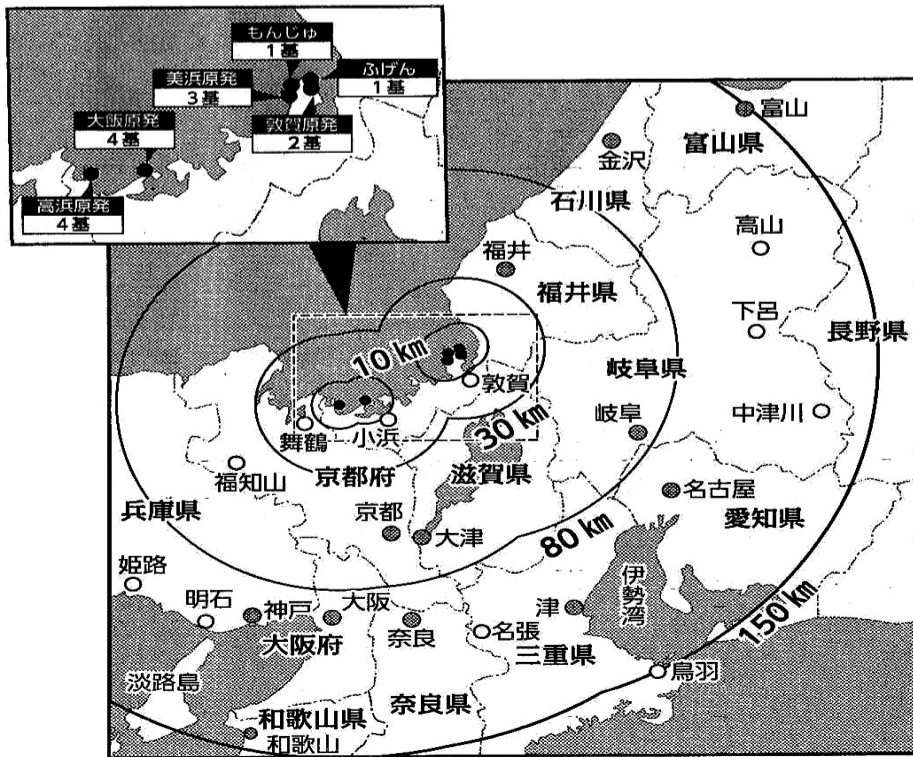 もんじゅ
1基
美浜原発
3基
ふげん
1基
大飯原発
4基
敦賀原発
2基
高浜原発
4基
富山
金沢
富山県
石川県
高山
福井
福井県
下呂
長野県
10km
岐阜県
敦賀
中津川
舞鶴
小浜
30km
岐阜
福知山
京都府
滋賀県
名古屋
兵庫県
京都
大津
愛知県
80km
姫路
伊勢湾
明石
神戸
大阪
奈良
津
150km
大阪府
名張
三重県
淡路島
鳥羽
奈良県
和歌山県
和歌山